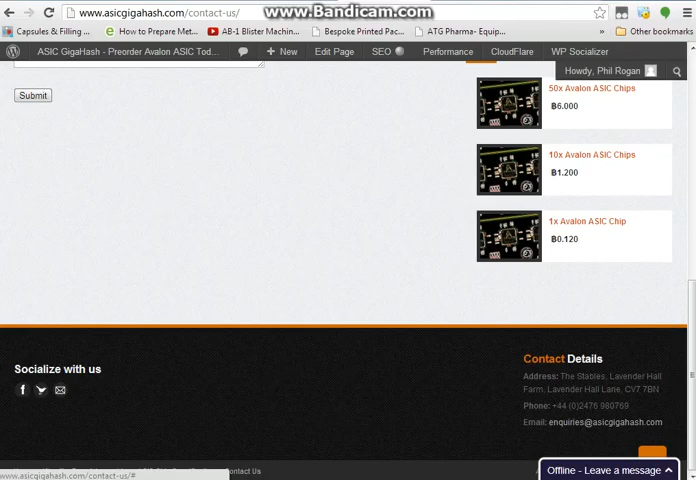 www.asicgigahash.com/contact-us/
www.Bandicam.com
Capsules & Filling ... How to Prepare Met... AB-1 Blister Machin... Bespoke Printed Pac... ATG Pharma- Equip... » Other bookmarks
ASIC GigaHash - Preorder Avalon ASIC Tod... + New Edit Page SEO Performance CloudFlare WP Socializer
Howdy, Phil Rogan
Submit
50x Avalon ASIC Chips
฿6.000
10x Avalon ASIC Chips
฿1.200
1x Avalon ASIC Chip
฿0.120
Socialize with us
Contact Details
Address: The Stables, Lavender Hall
Farm, Lavender Hall Lane, CV7 7BN
Phone: +44 (0)2476 980769
Email: enquiries@asicgigahash.com
Contact Us
Offline - Leave a message
www.asicgigahash.com/contact-us/#